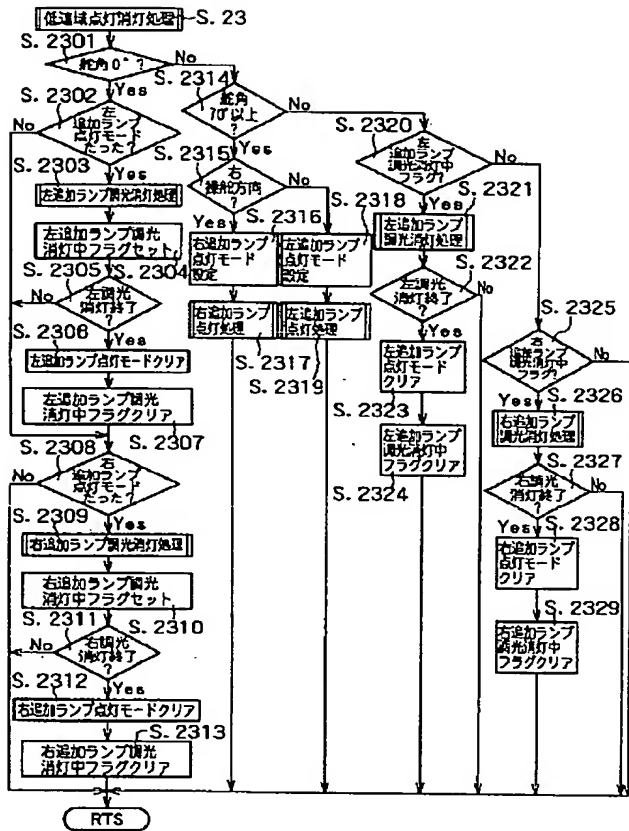 低速域点灯消灯処理
S. 23
S. 2301
舵角0°?
No
Yes
S. 2302
左
追加ランプ
点灯モード
だった?
No
Yes
S. 2303
左追加ランプ調光消灯処理
左追加ランプ調光
消灯中フラグセット
S. 2304
S. 2305
左調光
消灯終了
?
No
Yes
S. 2306
左追加ランプ点灯モードクリア
左追加ランプ調光
消灯中フラグクリア
S. 2307
S. 2308
右
追加ランプ
点灯モード
だった?
No
Yes
S. 2309
右追加ランプ調光消灯処理
右追加ランプ調光
消灯中フラグセット
S. 2310
S. 2311
右調光
消灯終了
?
No
Yes
S. 2312
右追加ランプ点灯モードクリア
S. 2313
右追加ランプ調光
消灯中フラグクリア
RTS
S. 2314
舵角
70°以上
?
No
Yes
S. 2315
右
操舵方向
?
No
Yes
S. 2316
右追加ランプ
点灯モード
設定
右追加ランプ
点灯処理
S. 2317
S. 2318
左追加ランプ
点灯モード
設定
左追加ランプ
点灯処理
S. 2319
S. 2320
左
追加ランプ
調光消灯中
フラグ?
No
Yes
S. 2321
左追加ランプ
調光消灯処理
S. 2322
左調光
消灯終了
?
No
Yes
左追加ランプ
点灯モード
クリア
S. 2323
左追加ランプ
調光消灯中
フラグクリア
S. 2324
S. 2325
右
追加ランプ
調光消灯中
フラグ?
No
Yes
S. 2326
右追加ランプ
調光消灯処理
S. 2327
右調光
消灯終了
?
No
Yes
S. 2328
右追加ランプ
点灯モード
クリア
S. 2329
右追加ランプ
調光消灯中
フラグクリア